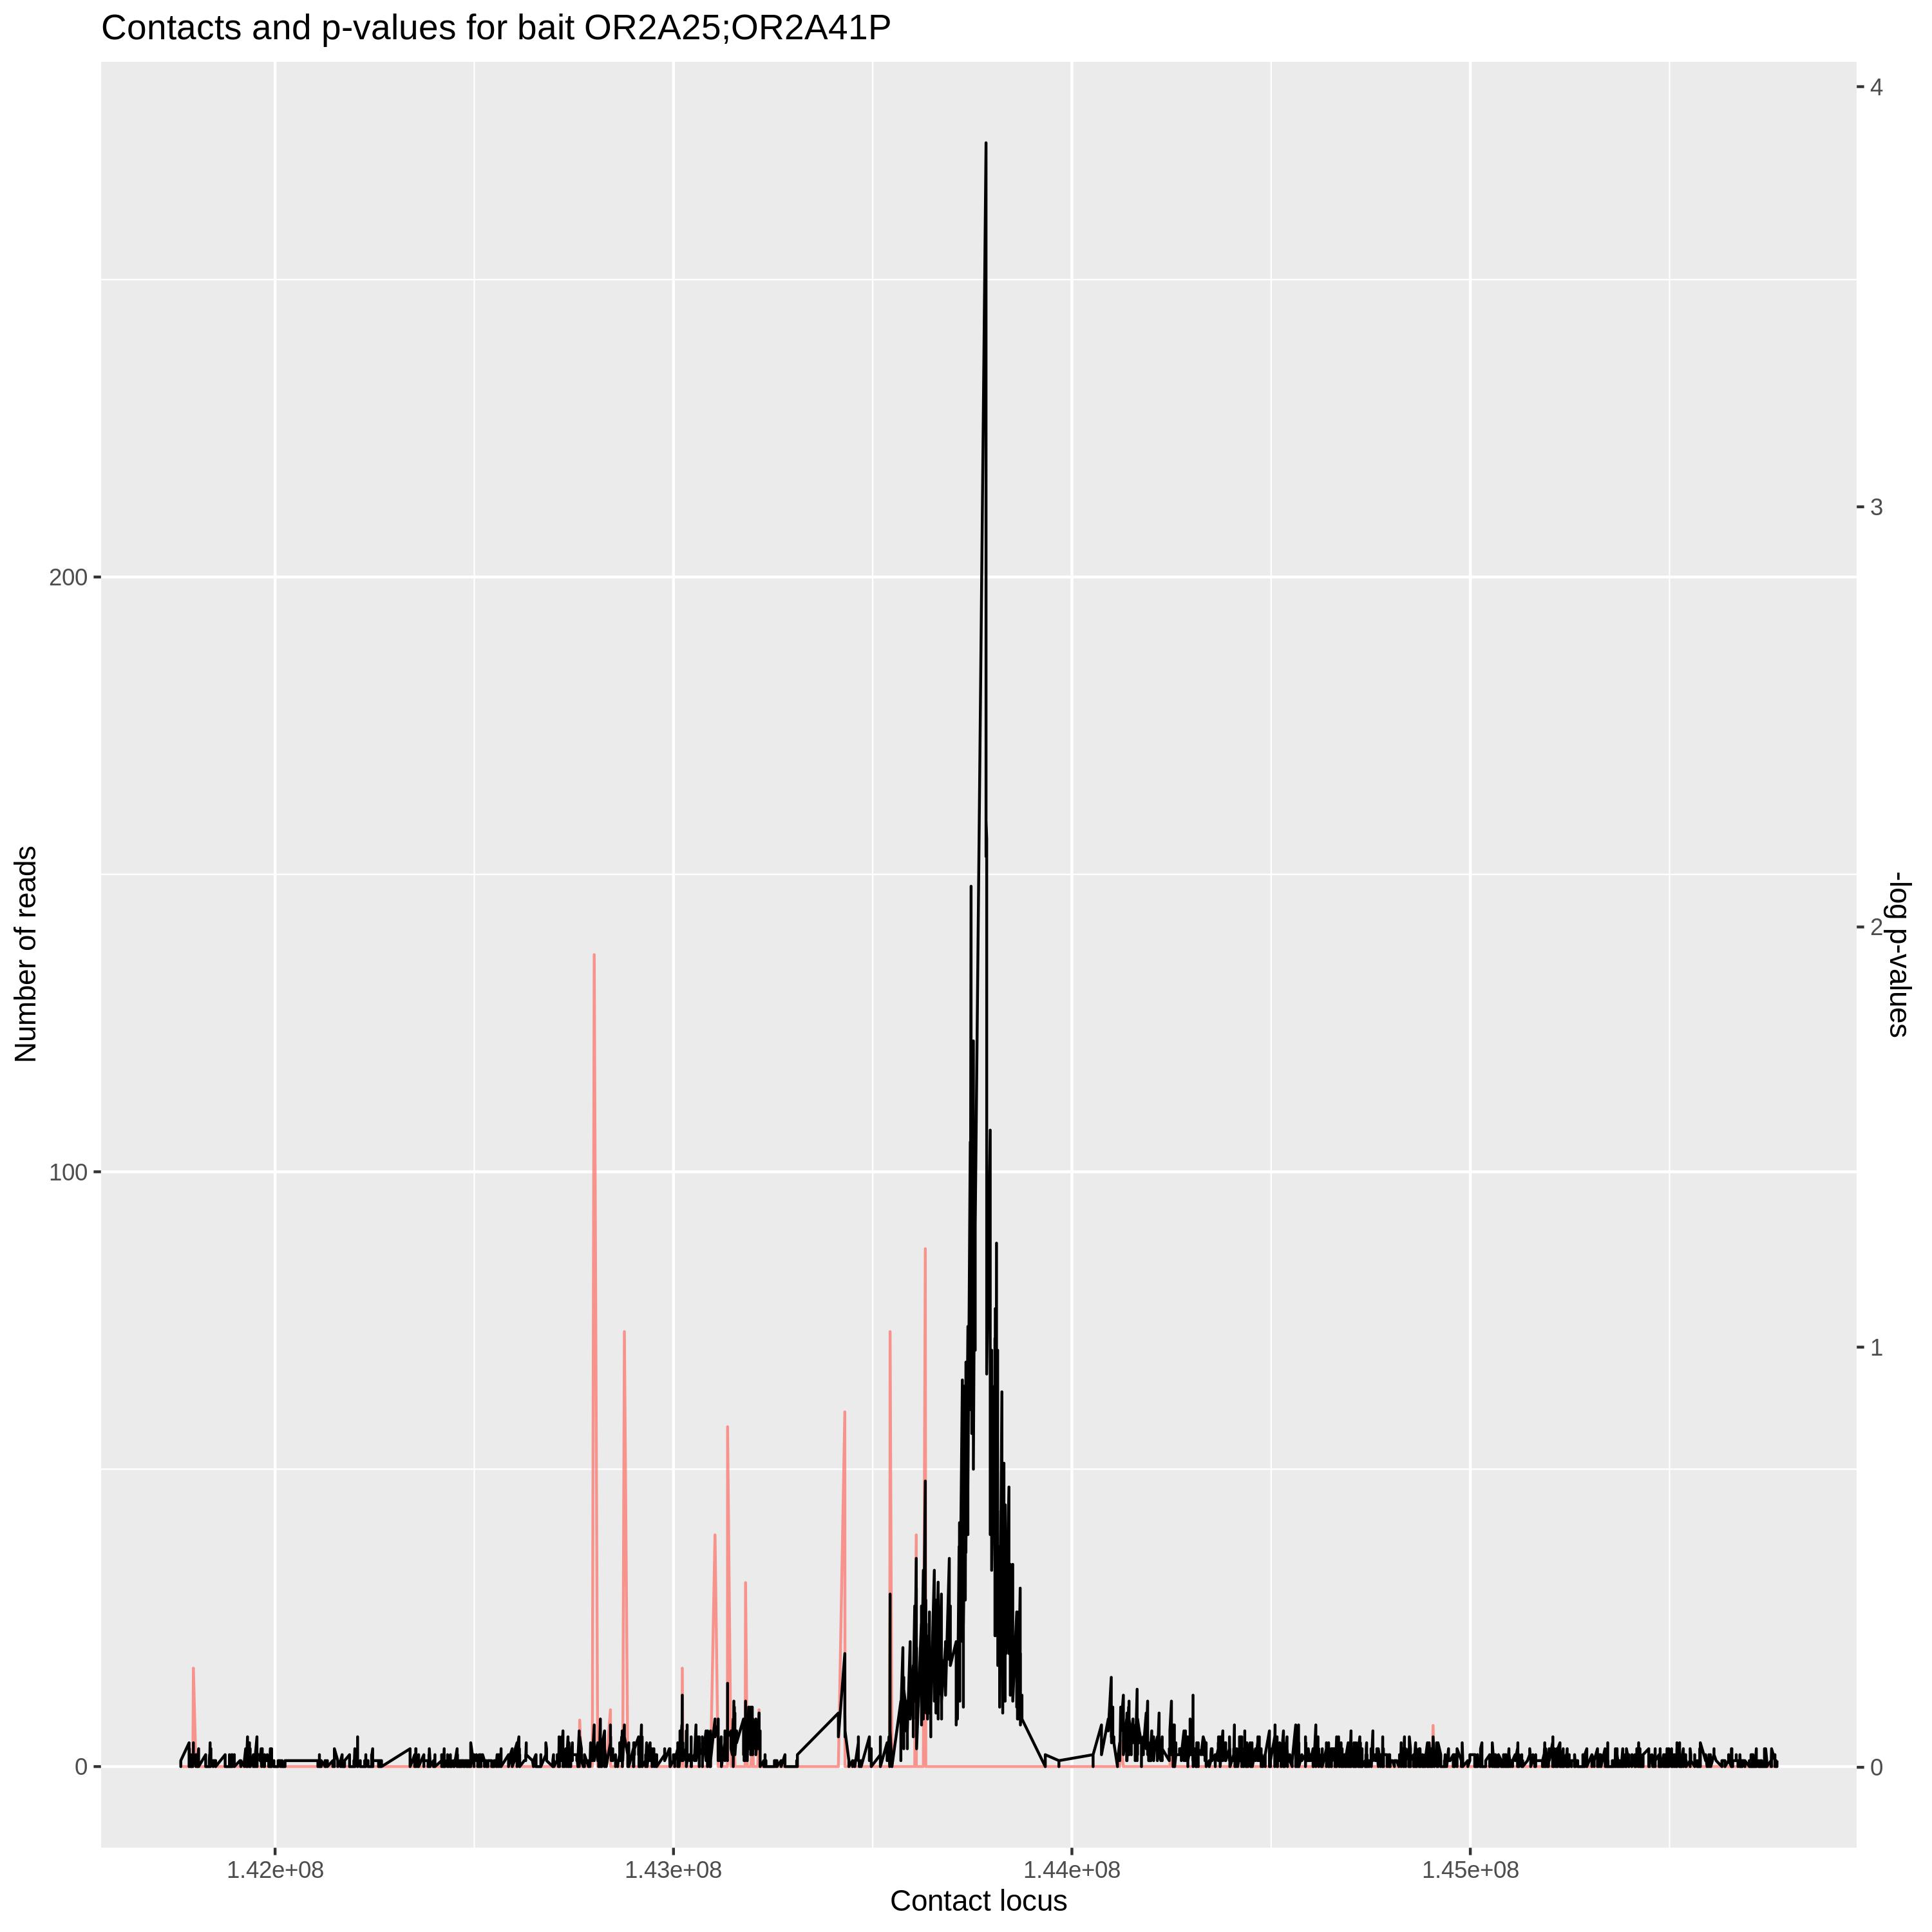 Contacts and p-values for bait OR2A25;OR2A41P
4
3
200
Number of reads
2
-log p-values
100
1
0
0
1.42e+08
1.43e+08
1.44e+08
1.45e+08
Contact locus